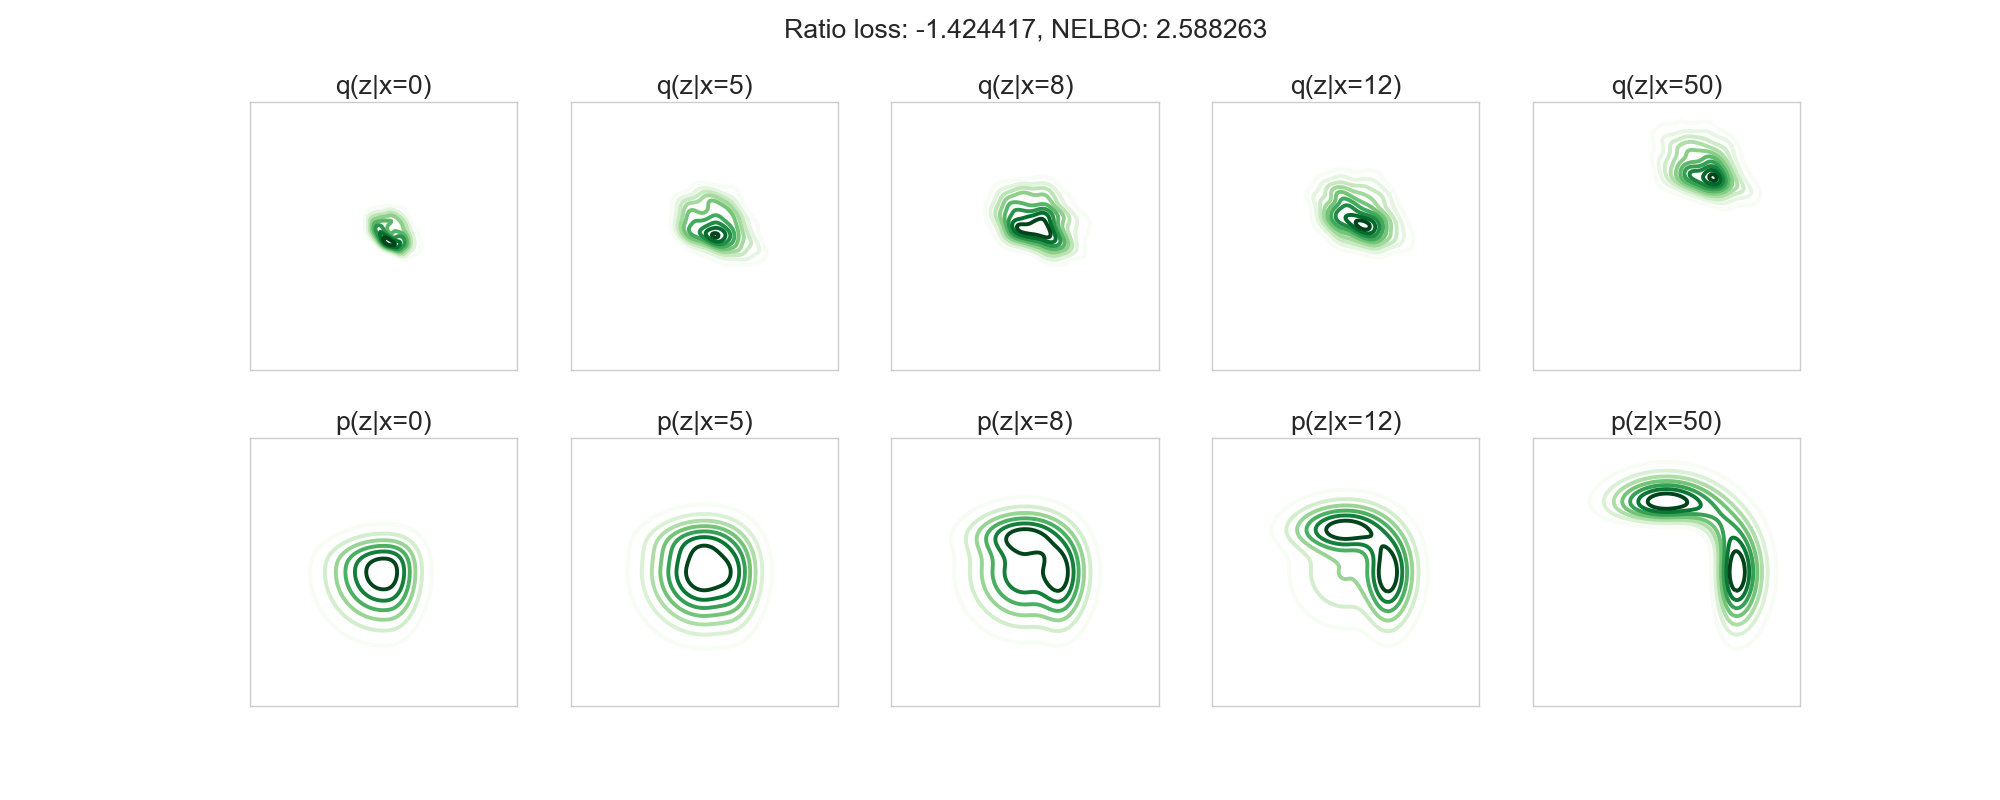 Ratio loss: -1.424417, NELBO: 2.588263
q(z|x=0) q(z|x=5) q(z|x=8) q(z|x=12) q(z|x=50)
p(z|x=0) p(z|x=5) p(z|x=8) p(z|x=12) p(z|x=50)